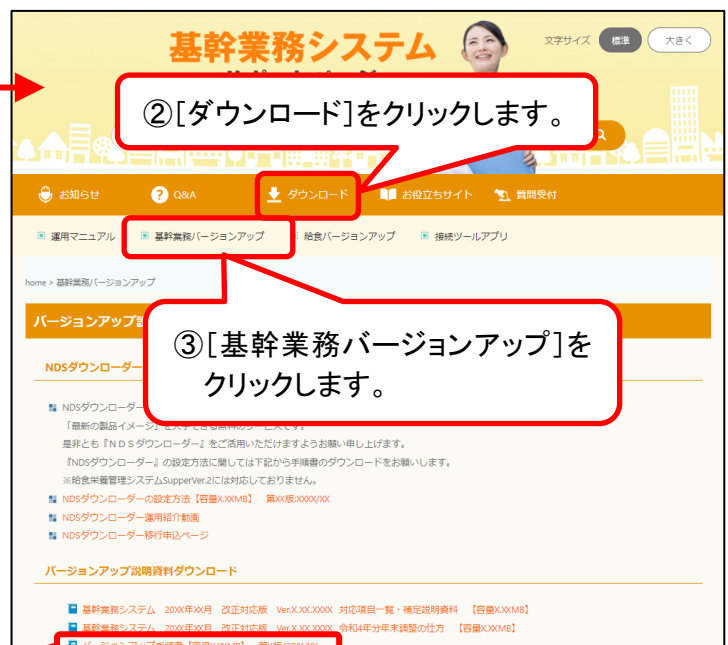 基幹業務システム
文字サイズ 標準 大きく
②[ダウンロード]をクリックします。
お知らせ Q&A ダウンロード お役立ちサイト 質問受付
運用マニュアル 基幹業務バージョンアップ 給食バージョンアップ 接続ツールアプリ
home > 基幹業務バージョンアップ
バージョンアップ
③[基幹業務バージョンアップ]を
クリックします。
NDSダウンローダー
NDSダウンローダー
「最新の製品イメージ」を入手できる無料のサービスです。
是非とも『ＮＤＳダウンローダー』をご活用いただけますようお願い申し上げます。
『NDSダウンローダー』の設定方法に関しては下記から手順書のダウンロードをお願いします。
※給食栄養管理システムSupperVer.2には対応しておりません。
NDSダウンローダーの設定方法【容量X.XXMB】 第XX版:XXXX/XX
NDSダウンローダー運用紹介動画
NDSダウンローダー移行申込ページ
バージョンアップ説明資料ダウンロード
基幹業務システム 20XX年XX月 改正対応版 Ver.X.XX.XXXX 対応項目一覧・補足説明資料 【容量X.XXMB】
基幹業務システム 20XX年XX月 改正対応版 Ver.X.XX.XXXX 令和4年分年末調整の仕方 【容量X.XXMB】